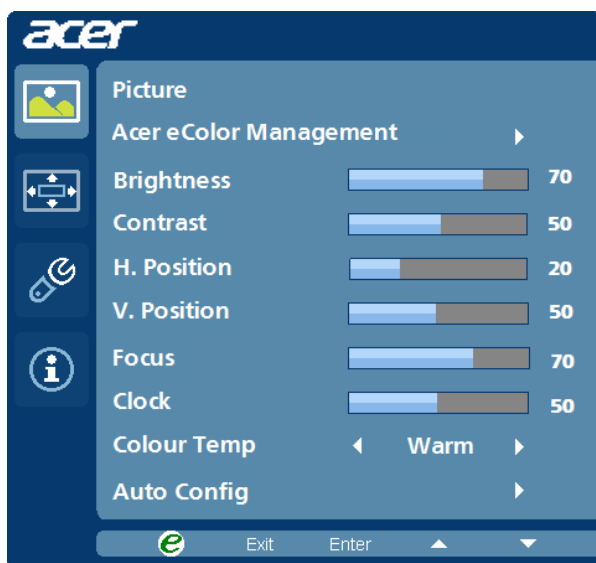 acer
Picture
Acer eColor Management
Brightness 70
Contrast 50
H. Position 20
V. Position 50
Focus 70
Clock 50
Colour Temp Warm
Auto Config
e Exit Enter